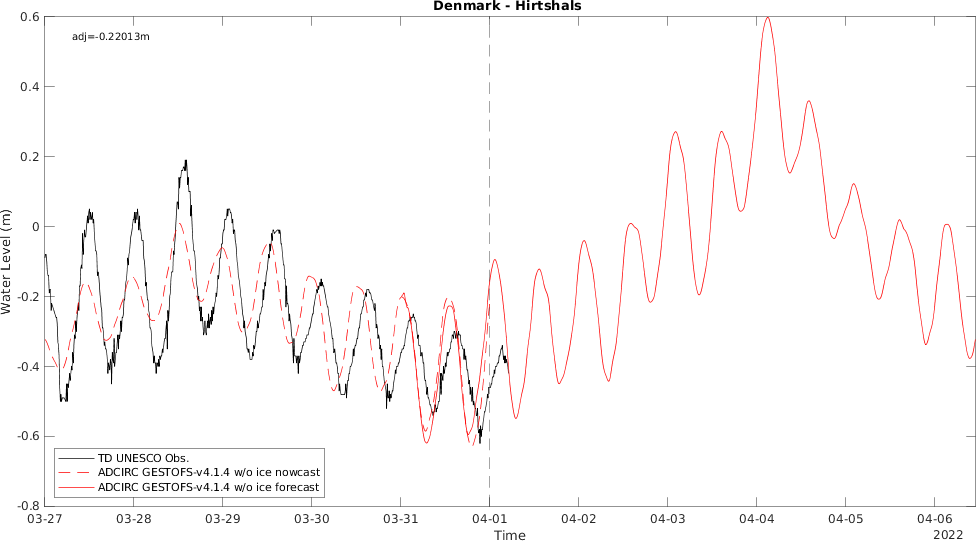 Denmark - Hirtshals
adj=-0.22013m
0.6
0.4
0.2
0
-0.2
-0.4
-0.6
-0.8
Water Level (m)
TD UNESCO Obs.
ADCIRC GESTOFS-v4.1.4 w/o ice nowcast
ADCIRC GESTOFS-v4.1.4 w/o ice forecast
03-27 03-28 03-29 03-30 03-31 04-01 04-02 04-03 04-04 04-05 04-06
Time
2022